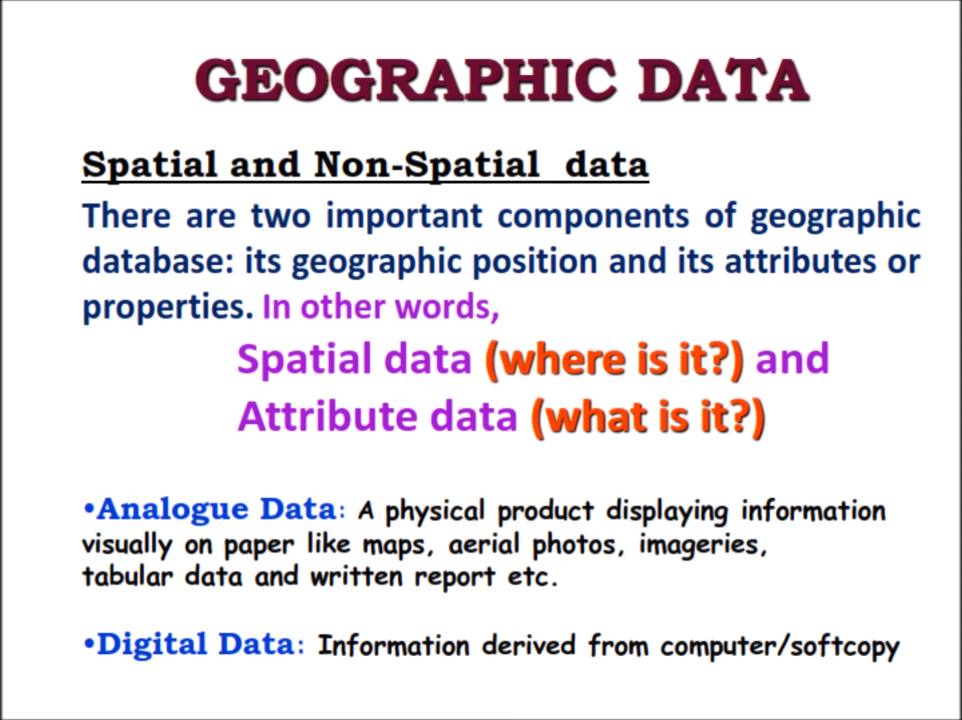 GEOGRAPHIC DATA
Spatial and Non-Spatial data
There are two important components of geographic
database: its geographic position and its attributes or
properties. In other words,
Spatial data (where is it?) and
Attribute data (what is it?)
•Analogue Data: A physical product displaying information
visually on paper like maps, aerial photos, imageries,
tabular data and written report etc.
•Digital Data: Information derived from computer/softcopy